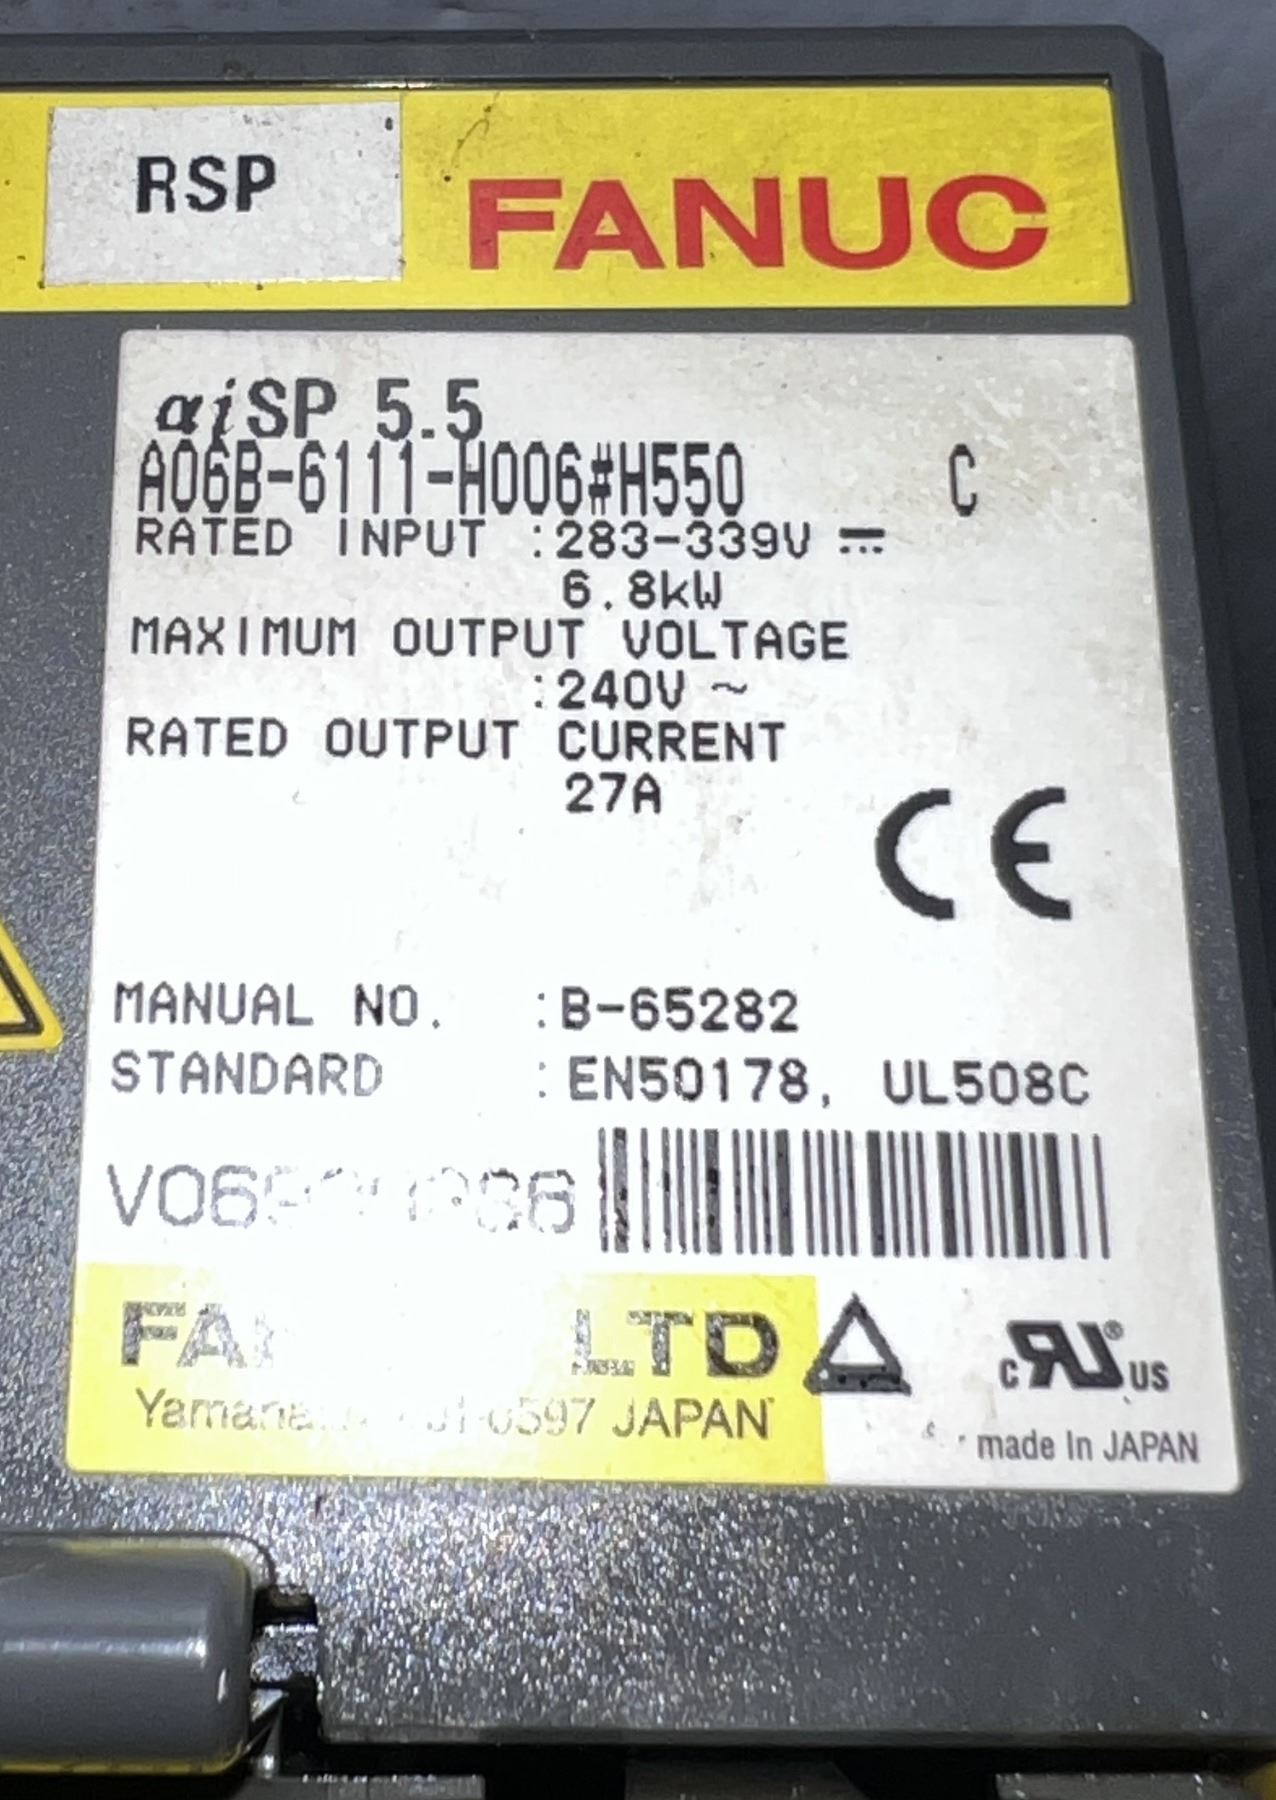 RSP
FANUC
αiSP 5.5
A06B-6111-H006#H550 C
RATED INPUT :283-339V
6.8kW
MAXIMUM OUTPUT VOLTAGE
:240V ~
RATED OUTPUT CURRENT
27A
CE
MANUAL NO. :B-65282
STANDARD :EN50178, UL508C
LTD
JAPAN
c RU ® US
made In JAPAN